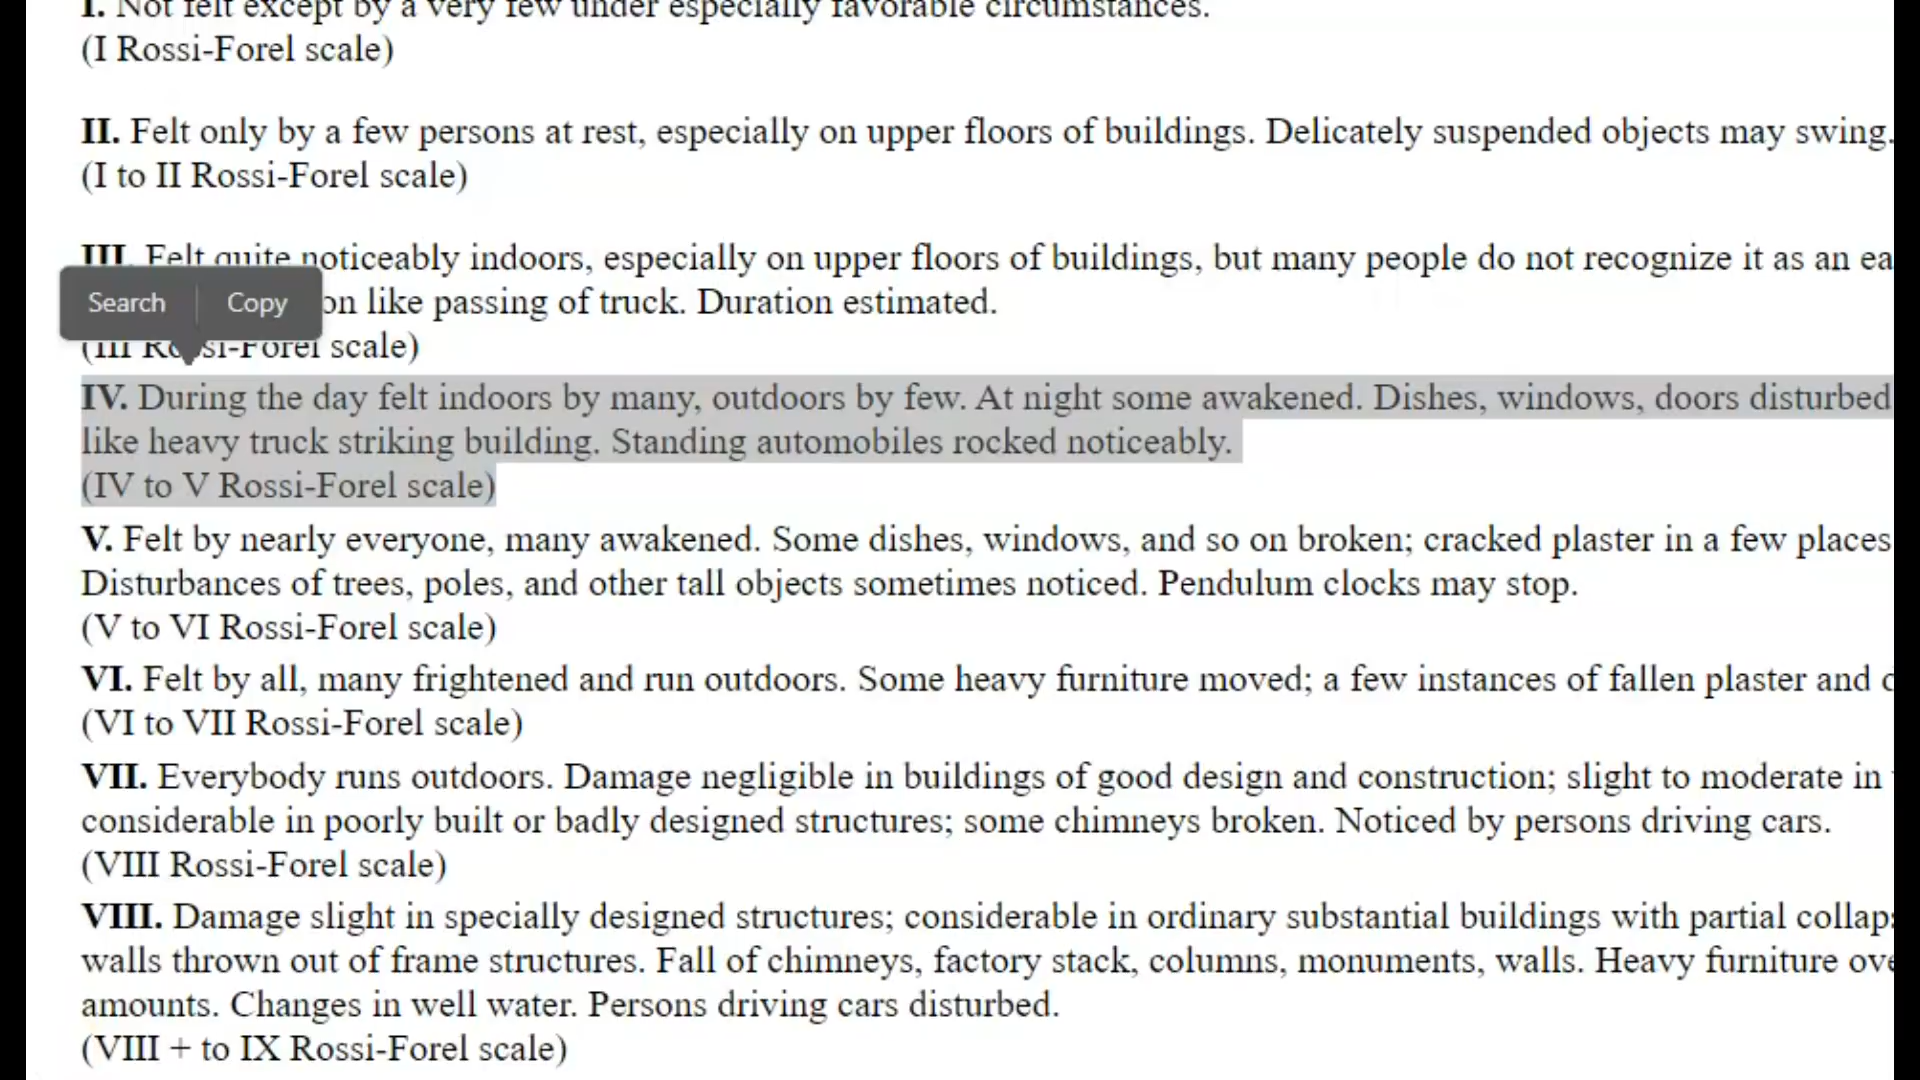 I. Not felt except by a very few under especially favorable circumstances.
(I Rossi-Forel scale)
II. Felt only by a few persons at rest, especially on upper floors of buildings. Delicately suspended objects may swing.
(I to II Rossi-Forel scale)
III. Felt quite noticeably indoors, especially on upper floors of buildings, but many people do not recognize it as an
Search Copy
like passing of truck. Duration estimated.
(III Rossi-Forel scale)
IV. During the day felt indoors by many, outdoors by few. At night some awakened. Dishes, windows, doors disturbed
like heavy truck striking building. Standing automobiles rocked noticeably.
(IV to V Rossi-Forel scale)
V. Felt by nearly everyone, many awakened. Some dishes, windows, and so on broken; cracked plaster in a few places
Disturbances of trees, poles, and other tall objects sometimes noticed. Pendulum clocks may stop.
(V to VI Rossi-Forel scale)
VI. Felt by all, many frightened and run outdoors. Some heavy furniture moved; a few instances of fallen plaster and
(VI to VII Rossi-Forel scale)
VII. Everybody runs outdoors. Damage negligible in buildings of good design and construction; slight to moderate in
considerable in poorly built or badly designed structures; some chimneys broken. Noticed by persons driving cars.
(VIII Rossi-Forel scale)
VIII. Damage slight in specially designed structures; considerable in ordinary substantial buildings with partial
walls thrown out of frame structures. Fall of chimneys, factory stack, columns, monuments, walls. Heavy furniture
amounts. Changes in well water. Persons driving cars disturbed.
(VIII + to IX Rossi-Forel scale)